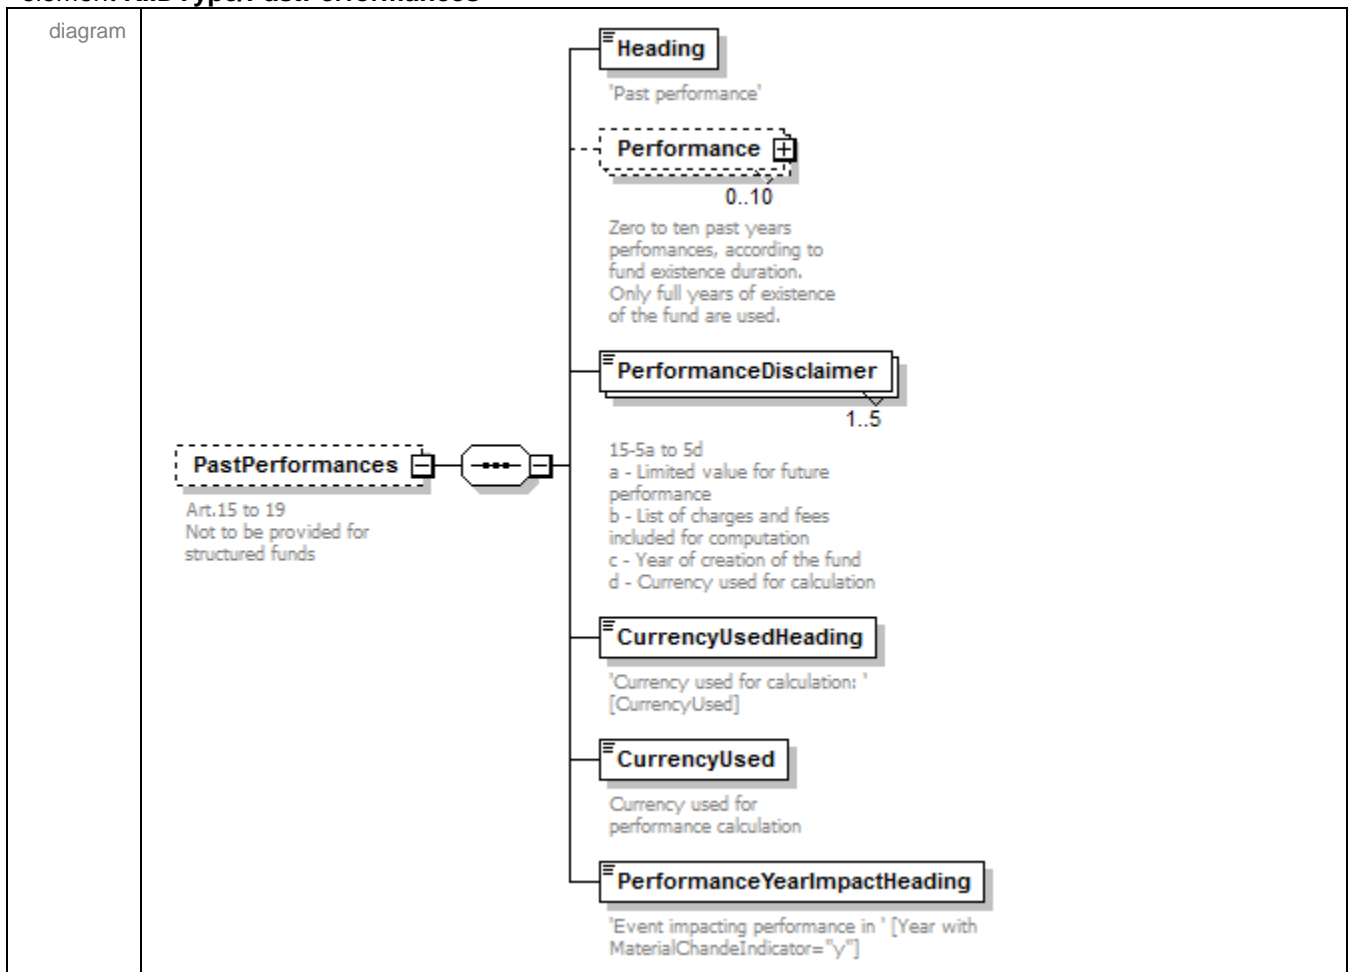 diagram
Heading
'Past performance'
Performance
0..10
Zero to ten past years
perfomances, according to
fund existence duration.
Only full years of existence
of the fund are used.
PerformanceDisclaimer
1..5
15-5a to 5d
a - Limited value for future
performance
b - List of charges and fees
included for computation
c - Year of creation of the fund
d - Currency used for calculation
PastPerformances
Art.15 to 19
Not to be provided for
structured funds
CurrencyUsedHeading
'Currency used for calculation: '
[CurrencyUsed]
CurrencyUsed
Currency used for
performance calculation
PerformanceYearImpactHeading
'Event impacting performance in ' [Year with
MaterialChandeIndicator="y"]